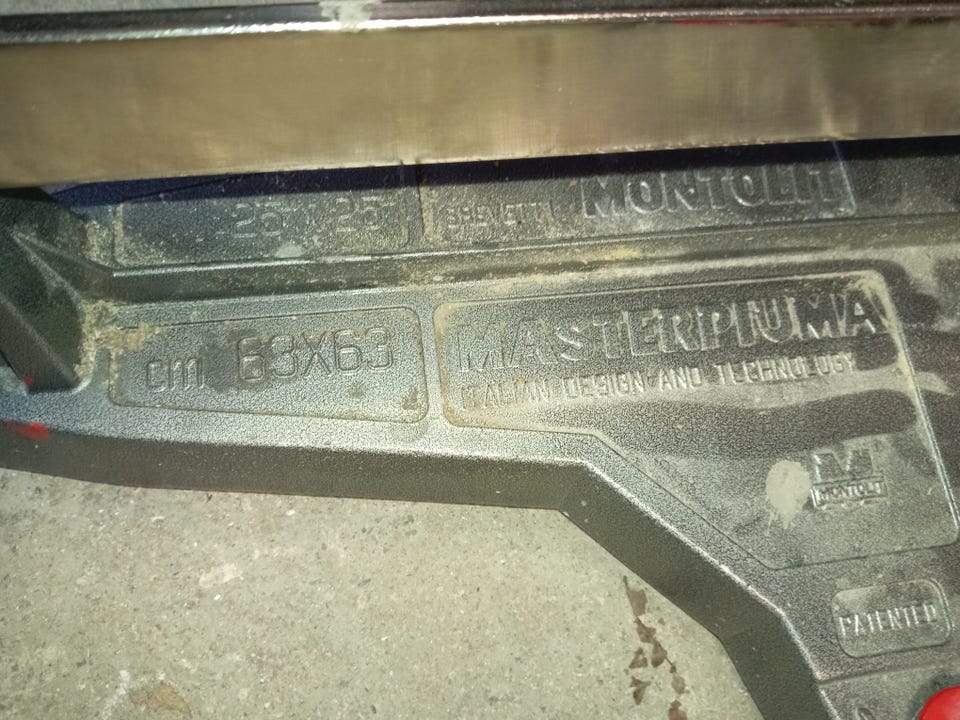 25 X 25
BREVETTI MONTOLIT
cm 63X63
MASTERPIUMA
ITALIAN DESIGN AND TECHNOLOGY
M
MONTOLIT
PATENTED